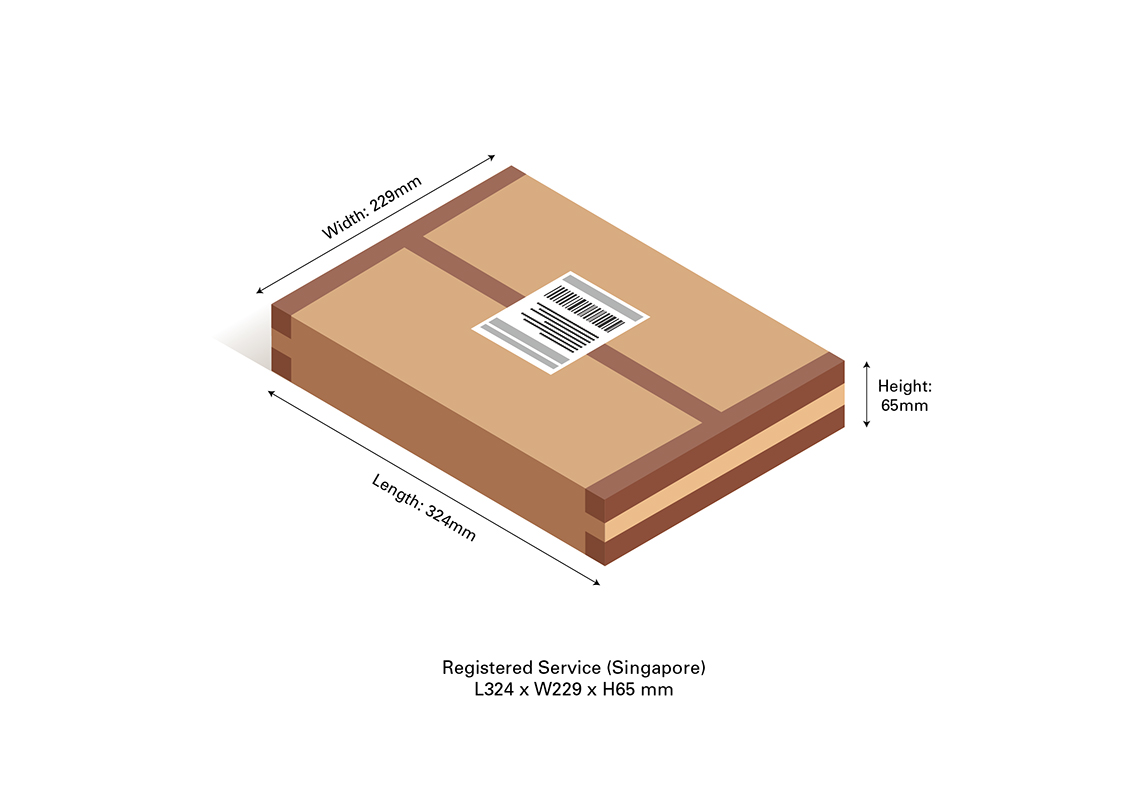 Width: 229mm
Height:
65mm
Length: 324mm
Registered Service (Singapore)
L324 x W229 x H65 mm